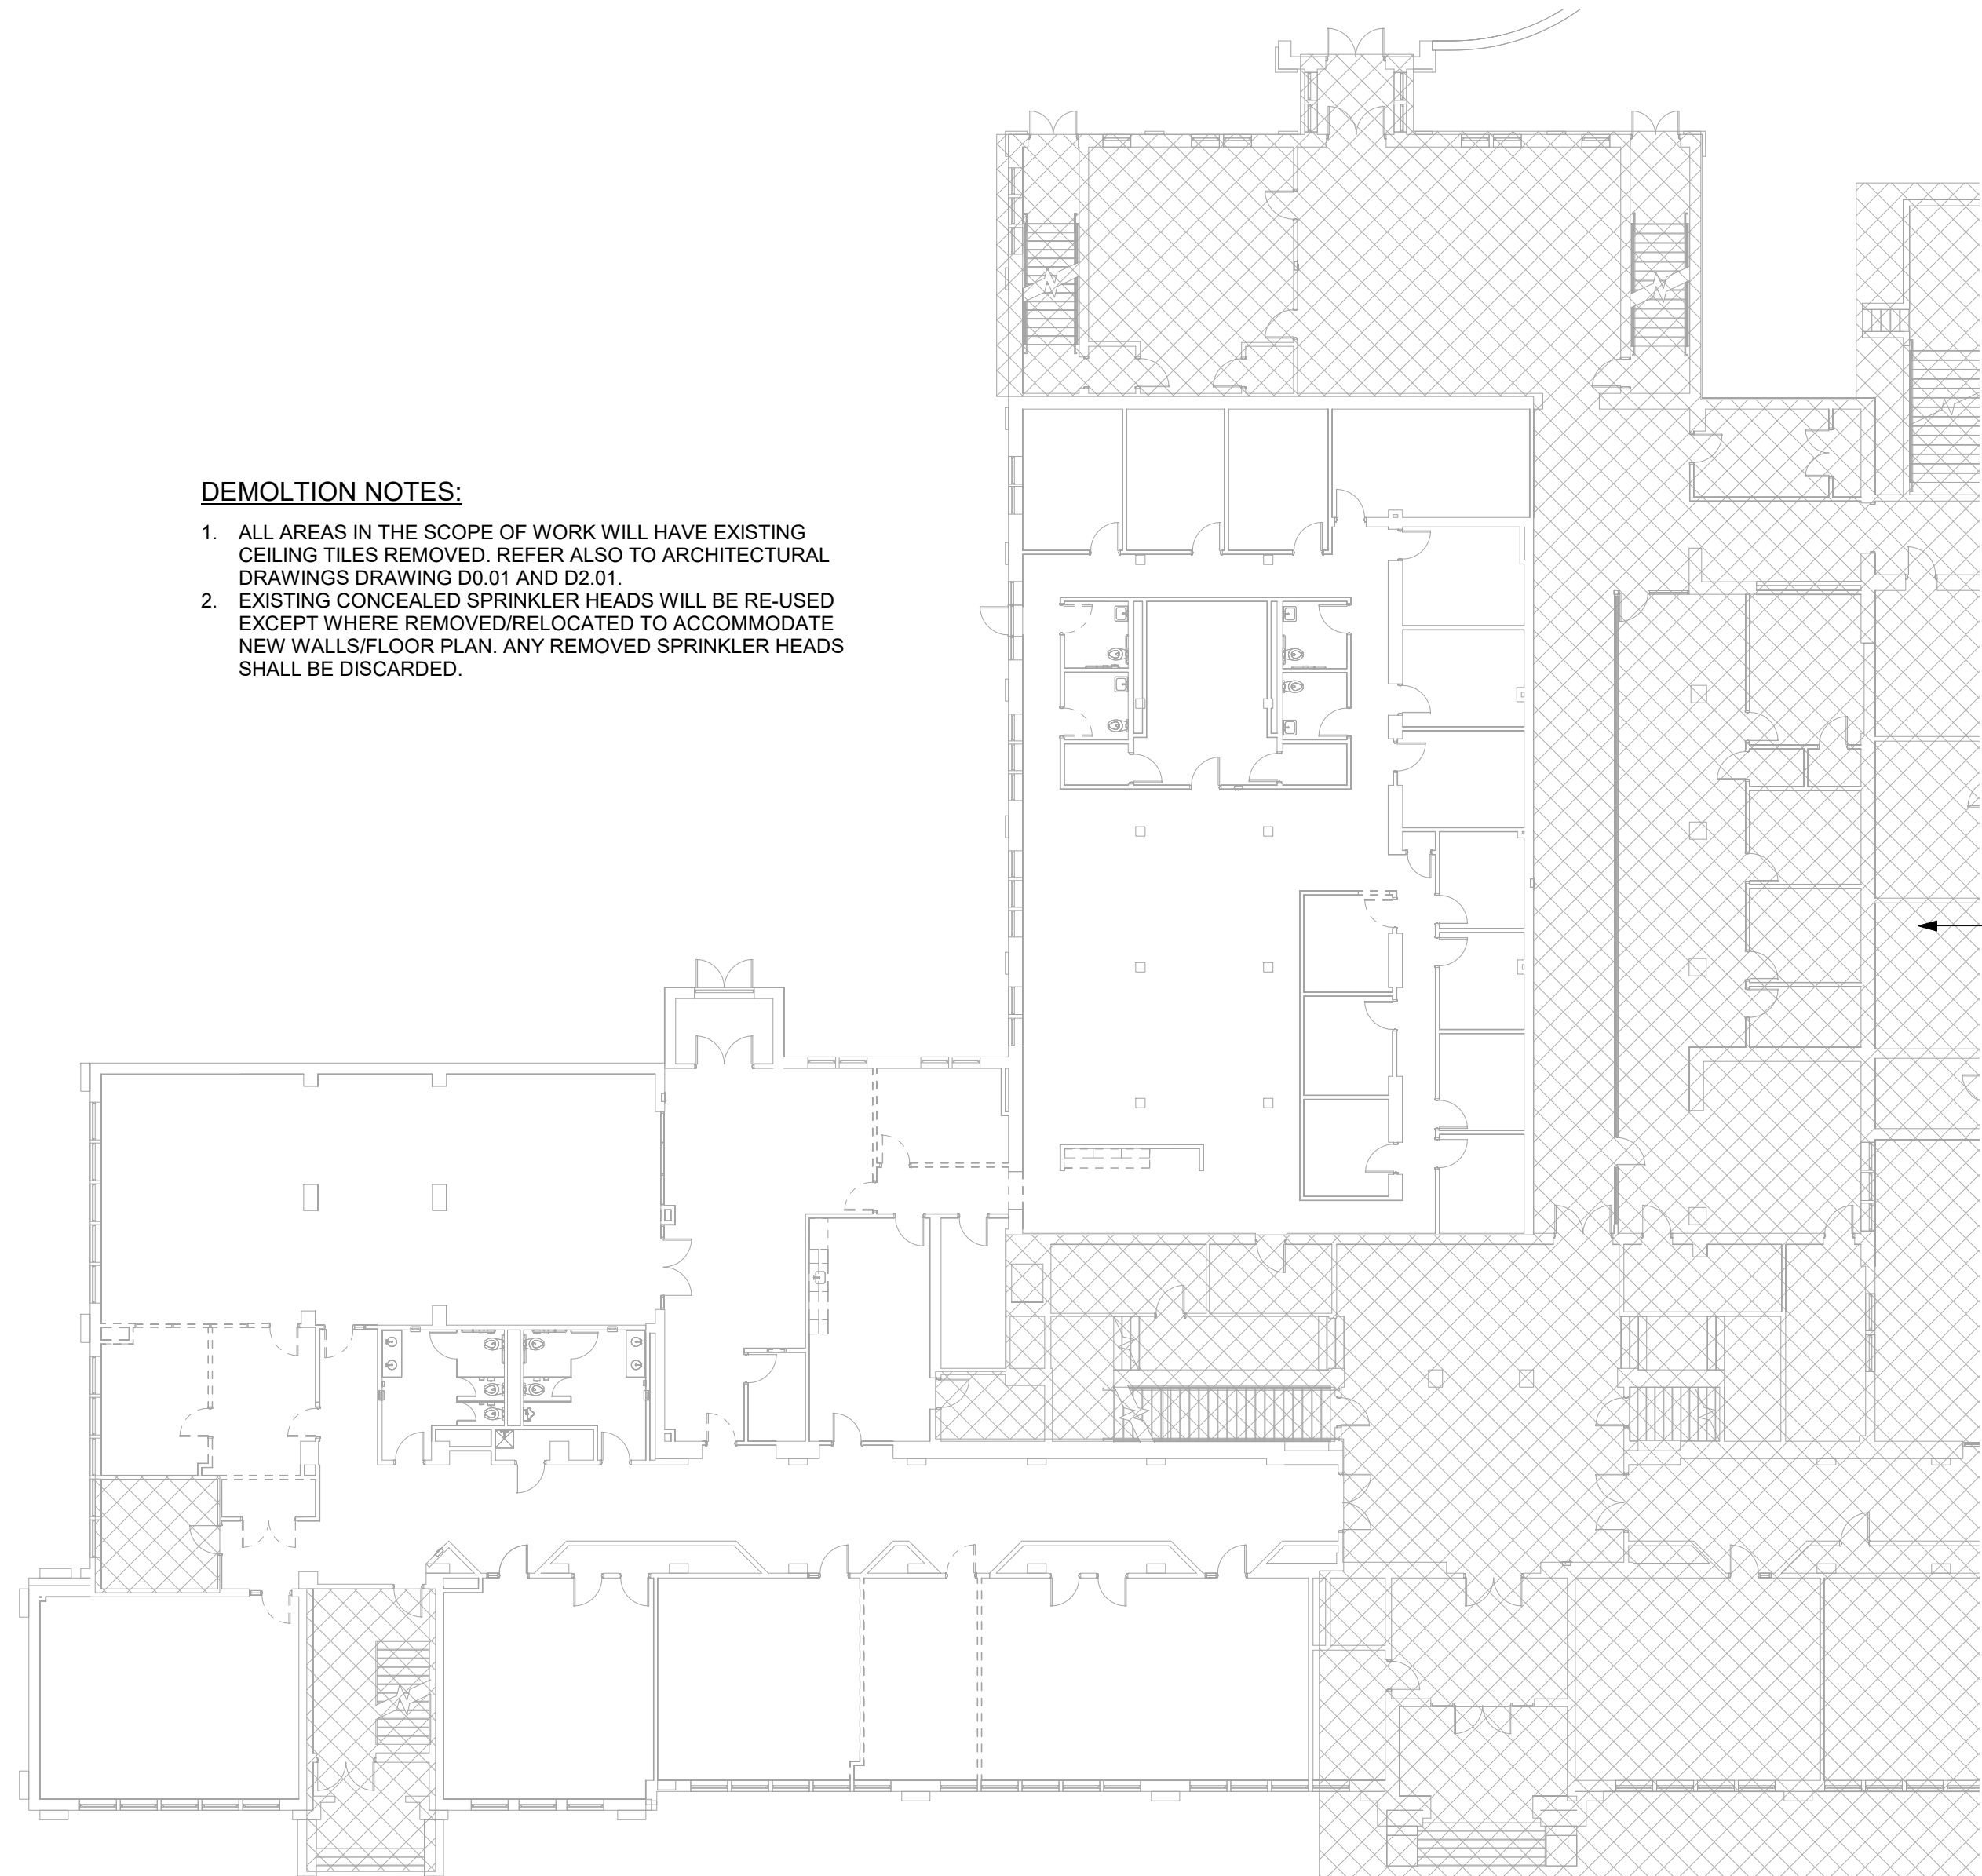 DEMOLTION NOTES:
1. ALL AREAS IN THE SCOPE OF WORK WILL HAVE EXISTING
CEILING TILES REMOVED. REFER ALSO TO ARCHITECTURAL
DRAWINGS DRAWING D0.01 AND D2.01.
2. EXISTING CONCEALED SPRINKLER HEADS WILL BE RE-USED
EXCEPT WHERE REMOVED/RELOCATED TO ACCOMMODATE
NEW WALLS/FLOOR PLAN. ANY REMOVED SPRINKLER HEADS
SHALL BE DISCARDED.